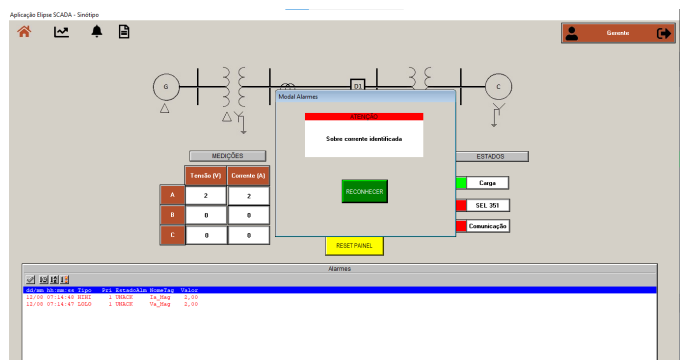 Aplicação Elipse SCADA - Sinótipo
Gerente
G
D1
C
Modal Alarmes
ATENÇÃO
Sobre corrente identificada
RECONHECER
MEDIÇÕES
Tensão (V) Corrente (A)
A 2 2
B 0 0
C 0 0
ESTADOS
Carga
SEL 351
Comunicação
RESET PAINEL
Alarmes
dd/mm hh:mm:ss Tipo Pri EstadoAlm NomeTag Valor
12/08 07:14:48 HIHI 1 UNACK Ia_Mag 2,00
12/08 07:14:47 LOLO 1 UNACK Va_Mag 2,00